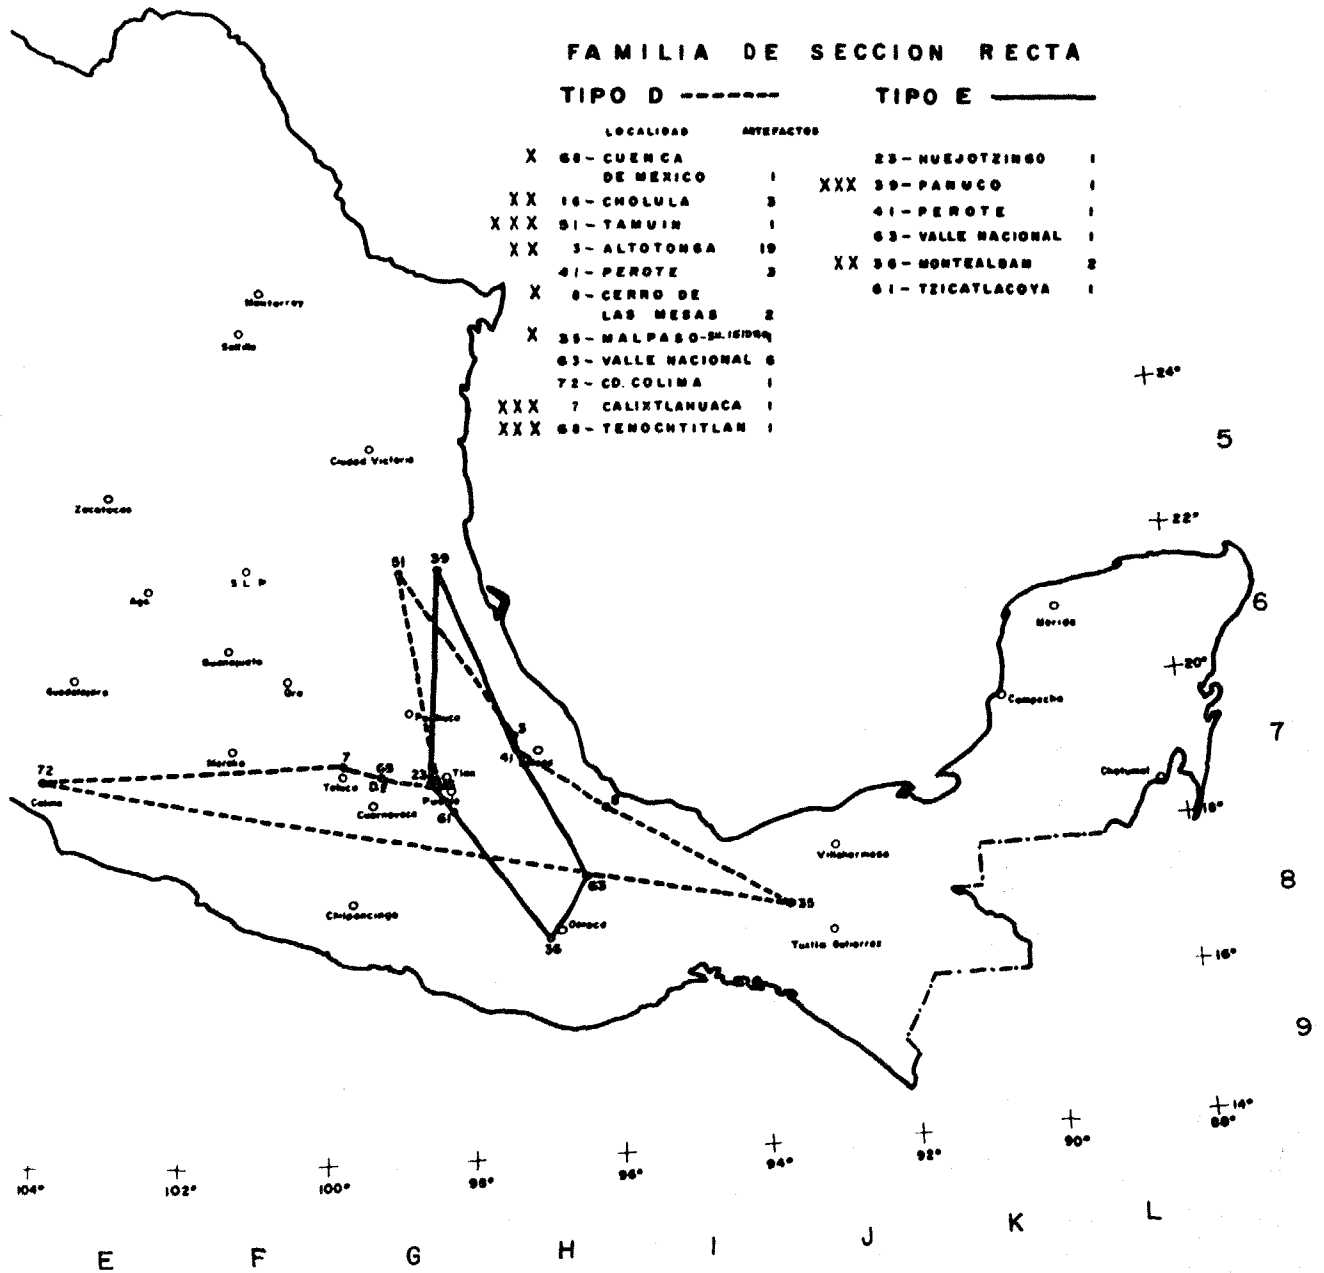 FAMILIA DE SECCION RECTA
TIPO D
LOCALIDAD ARTEFACTOS
X 68- CUENCA
DE MEXICO 1
XX 16- CHOLULA 3
XXX 51- TAMUIN 1
XX 3- ALTOTONGA 19
41- PEROTE 3
X 8- CERRO DE
LAS MESAS 2
X 35- MALPASO- 1
63- VALLE NACIONAL 6
72- CD. COLIMA 1
XXX 7 CALIXTLAHUACA 1
XXX 68- TENOCHTITLAN 1
TIPO E
23- HUEJOTZINGO 1
XXX 39- PANUCO 1
41- PEROTE 1
63- VALLE NACIONAL 1
XX 36- MONTEALBAN 2
61- TZICATLACOYA 1
Monterrey
Saltillo
24°
5
Ciudad Victoria
Zacatecas
22°
51
39
S L P
Ags.
6
Merida
Guanajuato
20°
Guadalajara
Qro
Campeche
Pachuca
7
3
Morelia
7
41
72
68
23
Tlax
Chetumal
Toluca
D.F.
Colima
Puebla
8
18°
Cuernavaca
61
Villahermosa
63
8
35
Chilpancingo
Oaxaca
36
Tuxtla Gutierrez
16°
9
14°
88°
90°
92°
94°
96°
98°
100°
102°
104°
E F G H I J K L